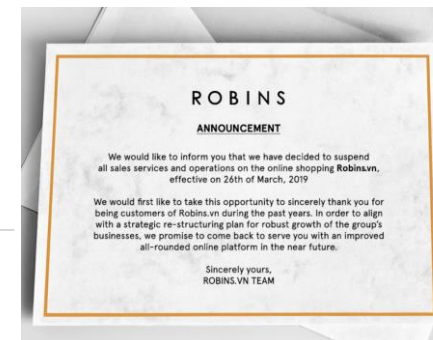 ROBINS
ANNOUNCEMENT
We would like to inform you that we have decided to suspend
all sales services and operations on the online shopping Robins.vn,
effective on 26th of March, 2019
We would first like to take this opportunity to sincerely thank you for
being customers of Robins.vn during the past years. In order to align
with a strategic re-structuring plan for robust growth of the group's
businesses, we promise to come back to serve you with an improved
all-rounded online platform in the near future.
Sincerely yours,
ROBINS.VN TEAM